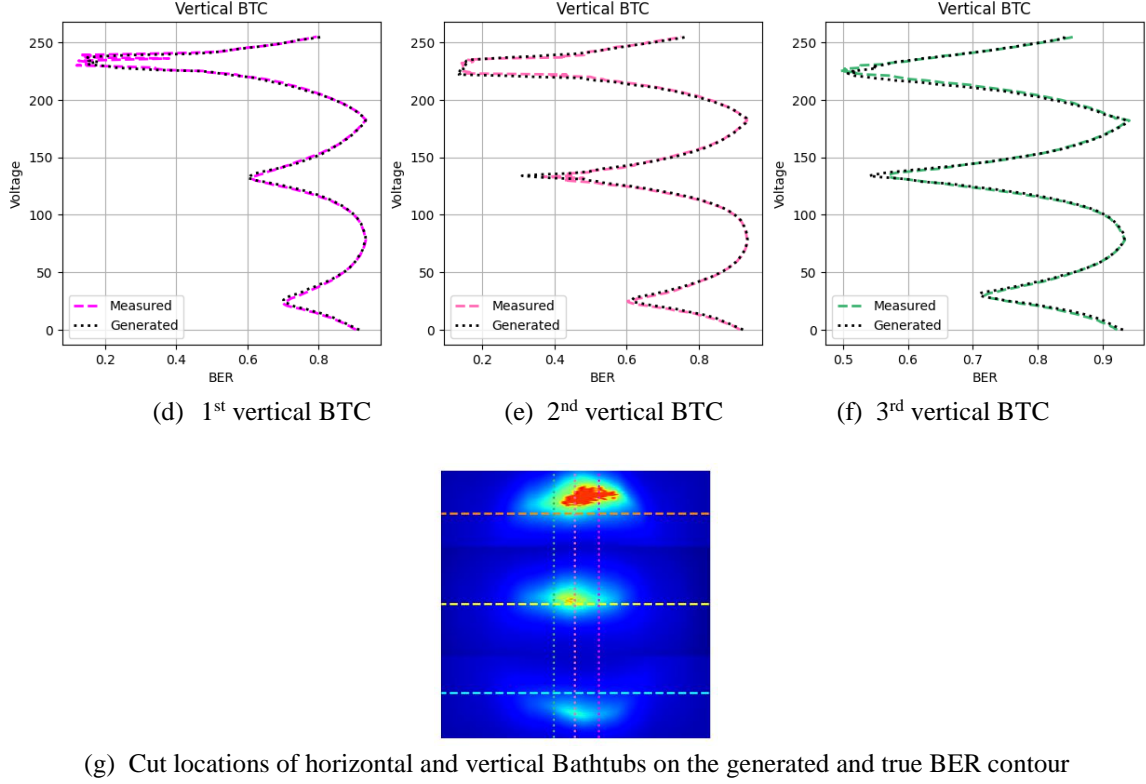 Vertical BTC
Vertical BTC
Vertical BTC
250
200
150
100
50
0
Voltage
Measured
Generated
0.2
0.4
0.6
0.8
BER
250
200
150
100
50
0
Voltage
Measured
Generated
0.2
0.4
0.6
0.8
BER
250
200
150
100
50
0
Voltage
Measured
Generated
0.5
0.6
0.7
0.8
0.9
BER
(d) 1st vertical BTC
(e) 2nd vertical BTC
(f) 3rd vertical BTC
(g) Cut locations of horizontal and vertical Bathtubs on the generated and true BER contour